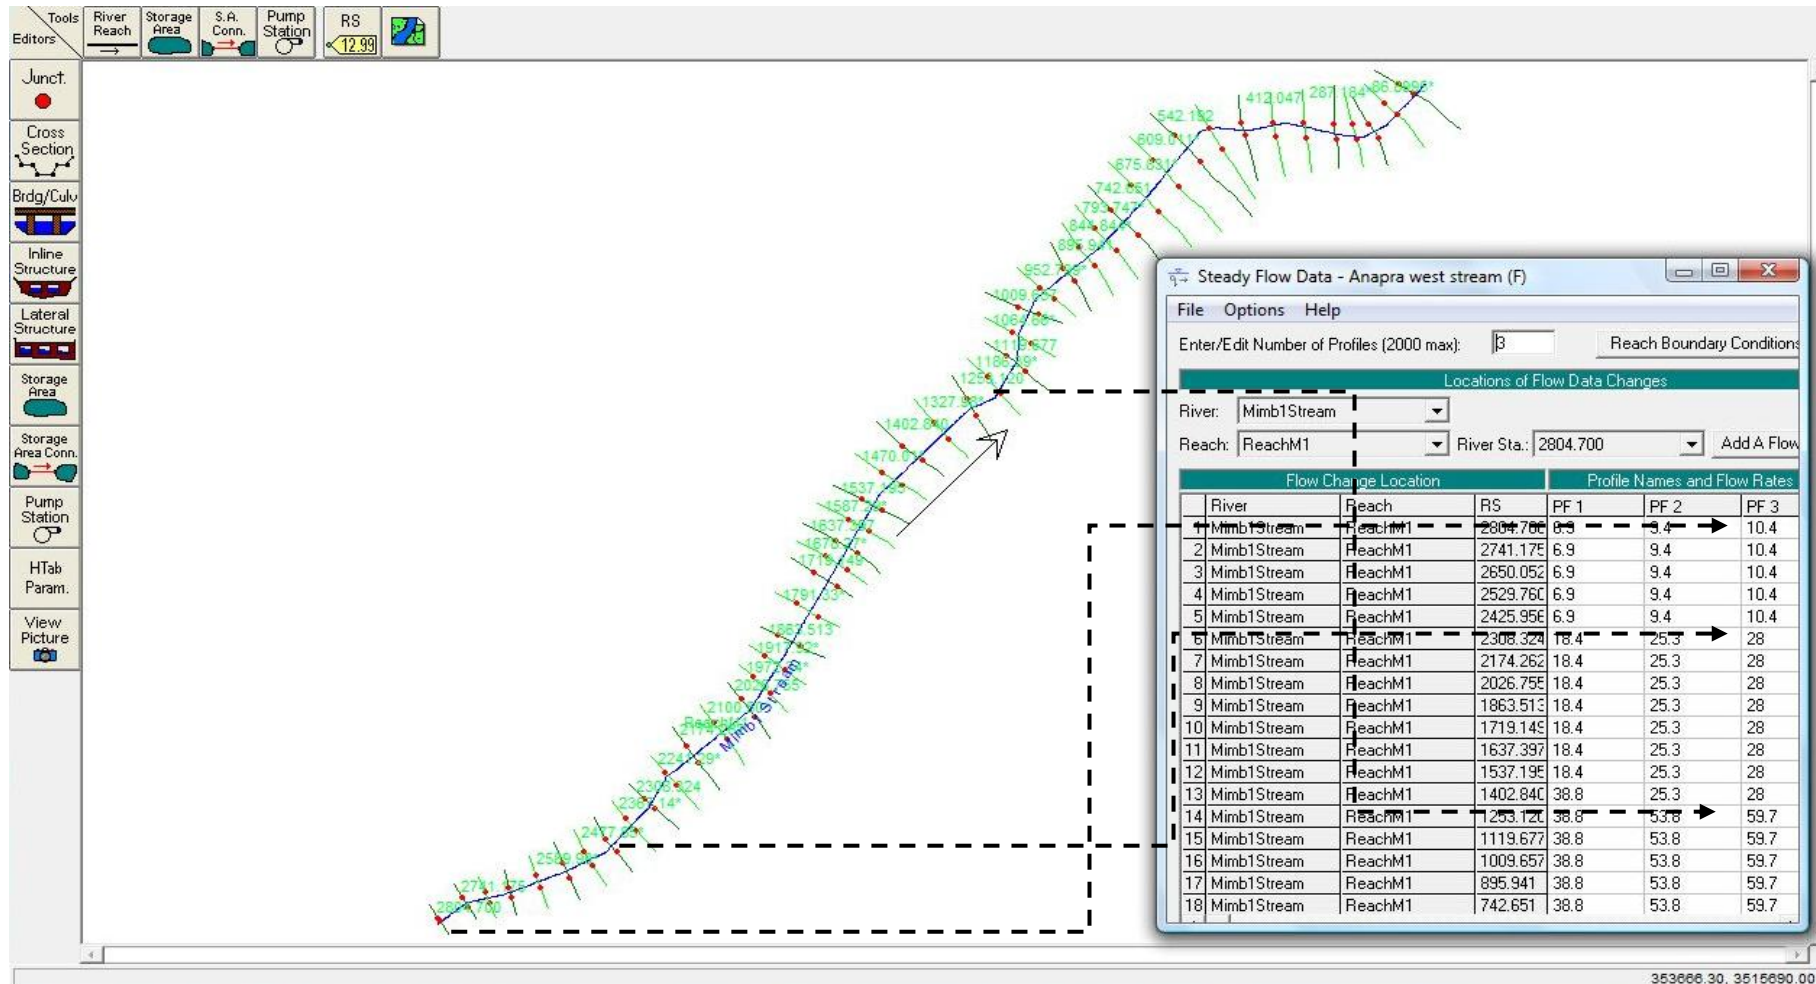 Tools
Editors
River Reach
Storage Area
S.A. Conn.
Pump Station
RS
12.99
Junct.
Cross Section
Brdg/Culv
Inline Structure
Lateral Structure
Storage Area
Storage Area Conn.
Pump Station
HTab Param.
View Picture
412.047
542.192
609.011*
675.831*
742.651
793.747*
844.844*
895.941
952.799*
1009.657
1064.66*
1119.677
1253.120
1327.98*
1402.840
1537.195
1637.397
1719.149*
1791.33*
1863.513
2241.29*
2308.324
2741.175
2804.700
Mimb1Stream
Steady Flow Data - Anapra west stream (F)
File Options Help
Enter/Edit Number of Profiles (2000 max): 3 Reach Boundary Conditions
Locations of Flow Data Changes
River: Mimb1Stream
Reach: ReachM1 River Sta.: 2804.700 Add A Flow
Flow Change Location Profile Names and Flow Rates
River Reach RS PF 1 PF 2 PF 3
1 Mimb1Stream ReachM1 2804.700 6.9 9.4 10.4
2 Mimb1Stream ReachM1 2741.175 6.9 9.4 10.4
3 Mimb1Stream ReachM1 2650.052 6.9 9.4 10.4
4 Mimb1Stream ReachM1 2529.760 6.9 9.4 10.4
5 Mimb1Stream ReachM1 2425.956 6.9 9.4 10.4
6 Mimb1Stream ReachM1 2308.324 18.4 25.3 28
7 Mimb1Stream ReachM1 2174.262 18.4 25.3 28
8 Mimb1Stream ReachM1 2026.755 18.4 25.3 28
9 Mimb1Stream ReachM1 1863.513 18.4 25.3 28
10 Mimb1Stream ReachM1 1719.149 18.4 25.3 28
11 Mimb1Stream ReachM1 1637.397 18.4 25.3 28
12 Mimb1Stream ReachM1 1537.195 18.4 25.3 28
13 Mimb1Stream ReachM1 1402.840 38.8 25.3 28
14 Mimb1Stream ReachM1 1253.120 38.8 53.8 59.7
15 Mimb1Stream ReachM1 1119.677 38.8 53.8 59.7
16 Mimb1Stream ReachM1 1009.657 38.8 53.8 59.7
17 Mimb1Stream ReachM1 895.941 38.8 53.8 59.7
18 Mimb1Stream ReachM1 742.651 38.8 53.8 59.7
353666.30, 3515690.00